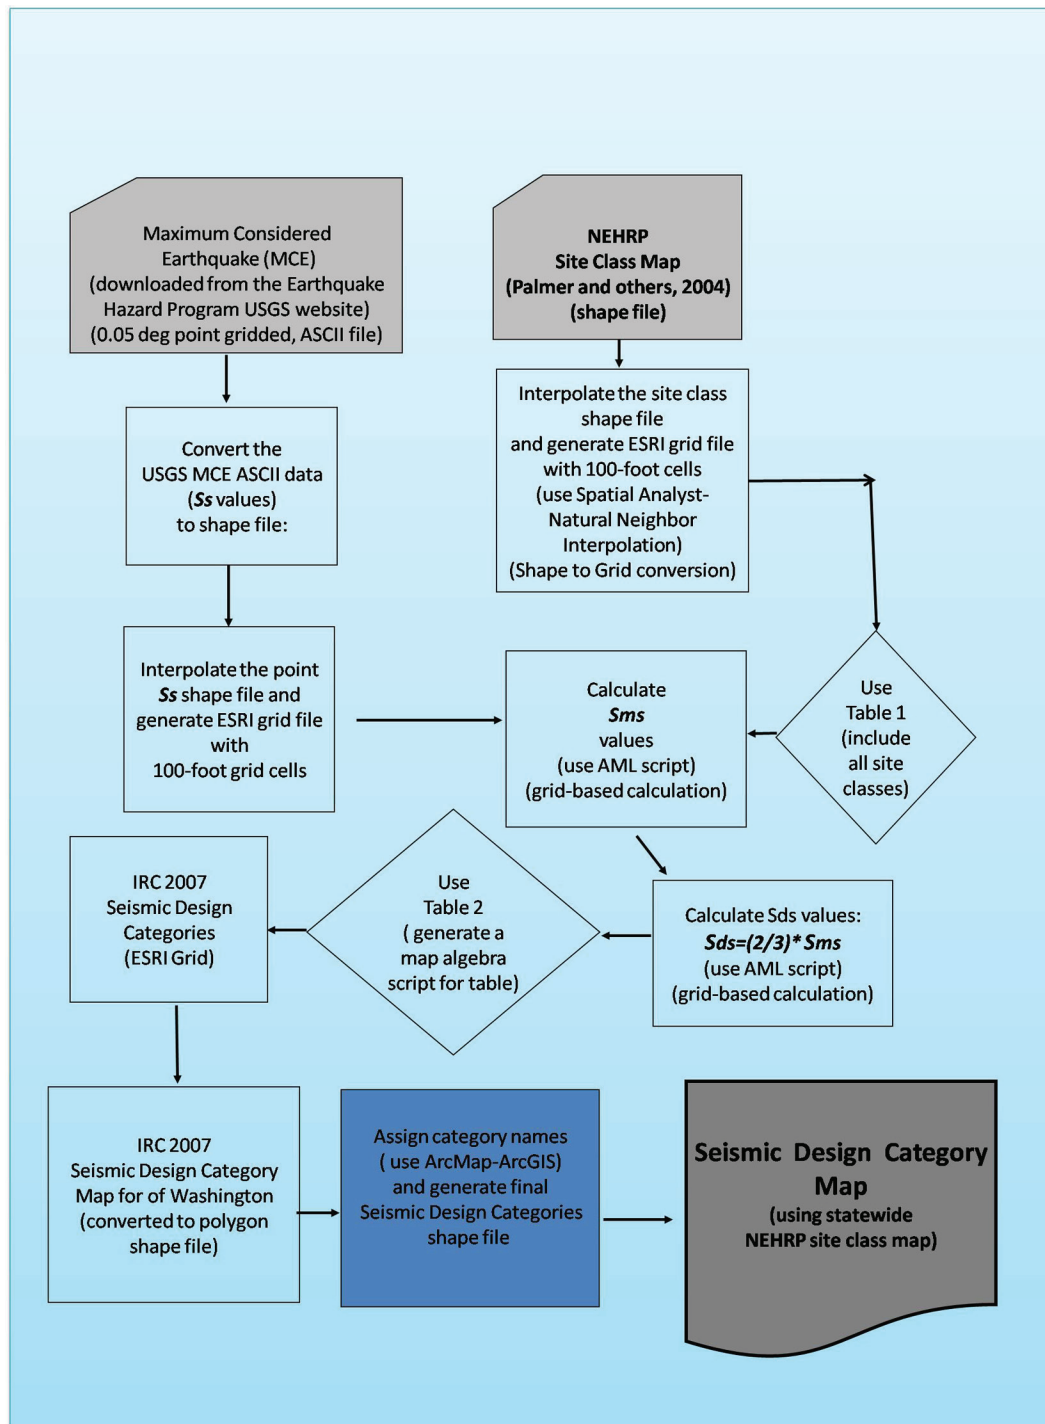 Maximum Considered
Earthquake (MCE)
(downloaded from the Earthquake
Hazard Program USGS website)
(0.05 deg point gridded, ASCII file)
NEHRP
Site Class Map
(Palmer and others, 2004)
(shape file)
Convert the
USGS MCE ASCII data
(Ss values)
to shape file:
Interpolate the site class
shape file
and generate ESRI grid file
with 100-foot cells
(use Spatial Analyst-
Natural Neighbor
Interpolation)
(Shape to Grid conversion)
Interpolate the point
Ss shape file and
generate ESRI grid file
with
100-foot grid cells
Calculate
Sms
values
(use AML script)
(grid-based calculation)
Use
Table 1
(include
all site
classes)
IRC 2007
Seismic Design
Categories
(ESRI Grid)
Use
Table 2
( generate a
map algebra
script for table)
Calculate Sds values:
Sds=(2/3)* Sms
(use AML script)
(grid-based calculation)
IRC 2007
Seismic Design Category
Map for of Washington
(converted to polygon
shape file)
Assign category names
( use ArcMap-ArcGIS)
and generate final
Seismic Design Categories
shape file
Seismic Design Category
Map
(using statewide
NEHRP site class map)